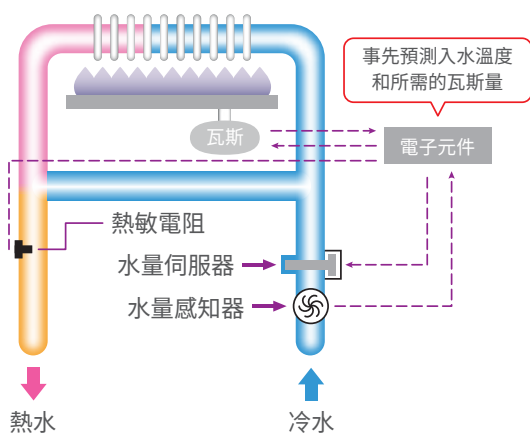 事先預測入水溫度
和所需的瓦斯量
瓦斯
電子元件
熱敏電阻
水量伺服器
水量感知器
熱水
冷水